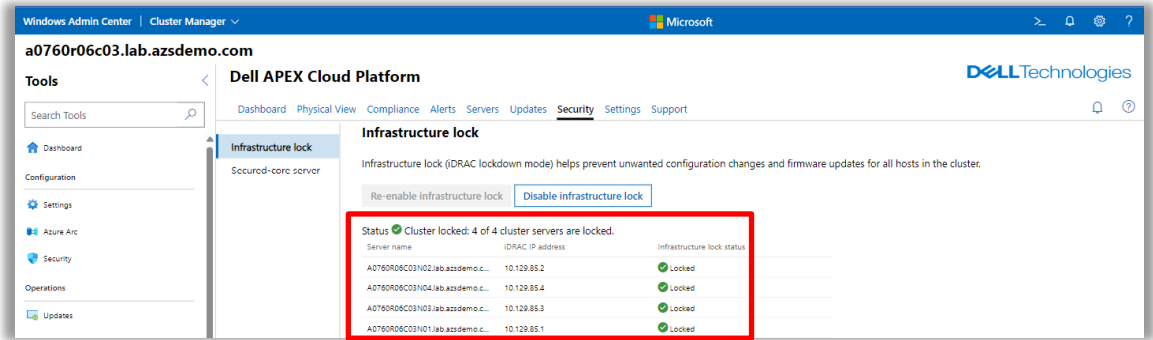 Windows Admin Center | Cluster Manager
Microsoft
a0760r06c03.lab.azsdemo.com
Tools
Search Tools
Dashboard
Configuration
Settings
Azure Arc
Security
Operations
Updates
Dell APEX Cloud Platform
DELLTechnologies
Dashboard Physical View Compliance Alerts Servers Updates Security Settings Support
Infrastructure lock
Secured-core server
Infrastructure lock
Infrastructure lock (iDRAC lockdown mode) helps prevent unwanted configuration changes and firmware updates for all hosts in the cluster.
Re-enable infrastructure lock Disable infrastructure lock
Status Cluster locked: 4 of 4 cluster servers are locked.
Server name iDRAC IP address Infrastructure lock status
A0760R06C03N02.lab.azsdemo.c... 10.129.85.2 Locked
A0760R06C03N04.lab.azsdemo.c... 10.129.85.4 Locked
A0760R06C03N03.lab.azsdemo.c... 10.129.85.3 Locked
A0760R06C03N01.lab.azsdemo.c... 10.129.85.1 Locked